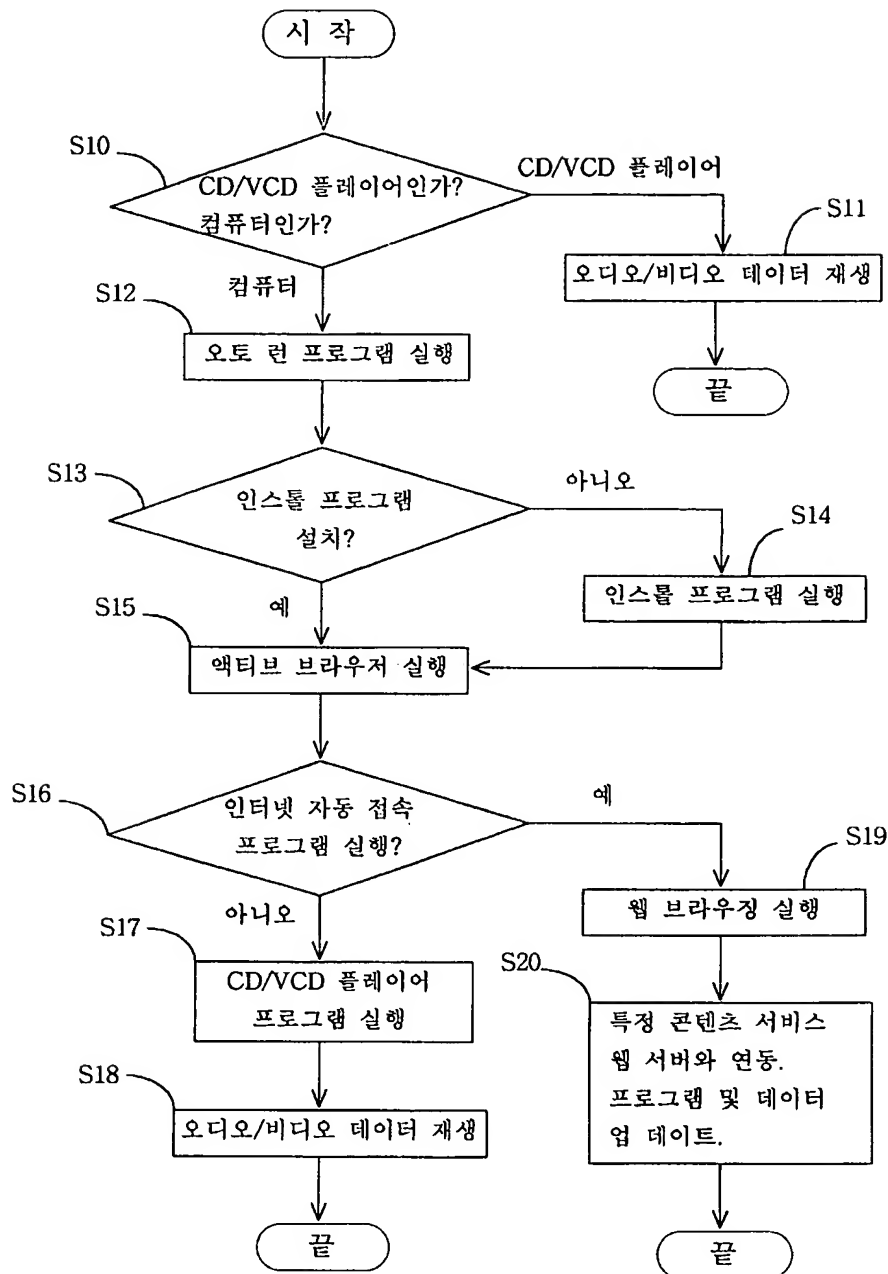 시 작
S10
CD/VCD 플레이어인가?
컴퓨터인가?
CD/VCD 플레이어
S11
오디오/비디오 데이터 재생
끝
컴퓨터
S12
오토 런 프로그램 실행
S13
인스톨 프로그램
설치?
아니오
S14
인스톨 프로그램 실행
예
S15
액티브 브라우저 실행
S16
인터넷 자동 접속
프로그램 실행?
예
S19
웹 브라우징 실행
아니오
S17
CD/VCD 플레이어
프로그램 실행
S20
특정 콘텐츠 서비스
웹 서버와 연동.
프로그램 및 데이터
업 데이트.
S18
오디오/비디오 데이터 재생
끝
끝